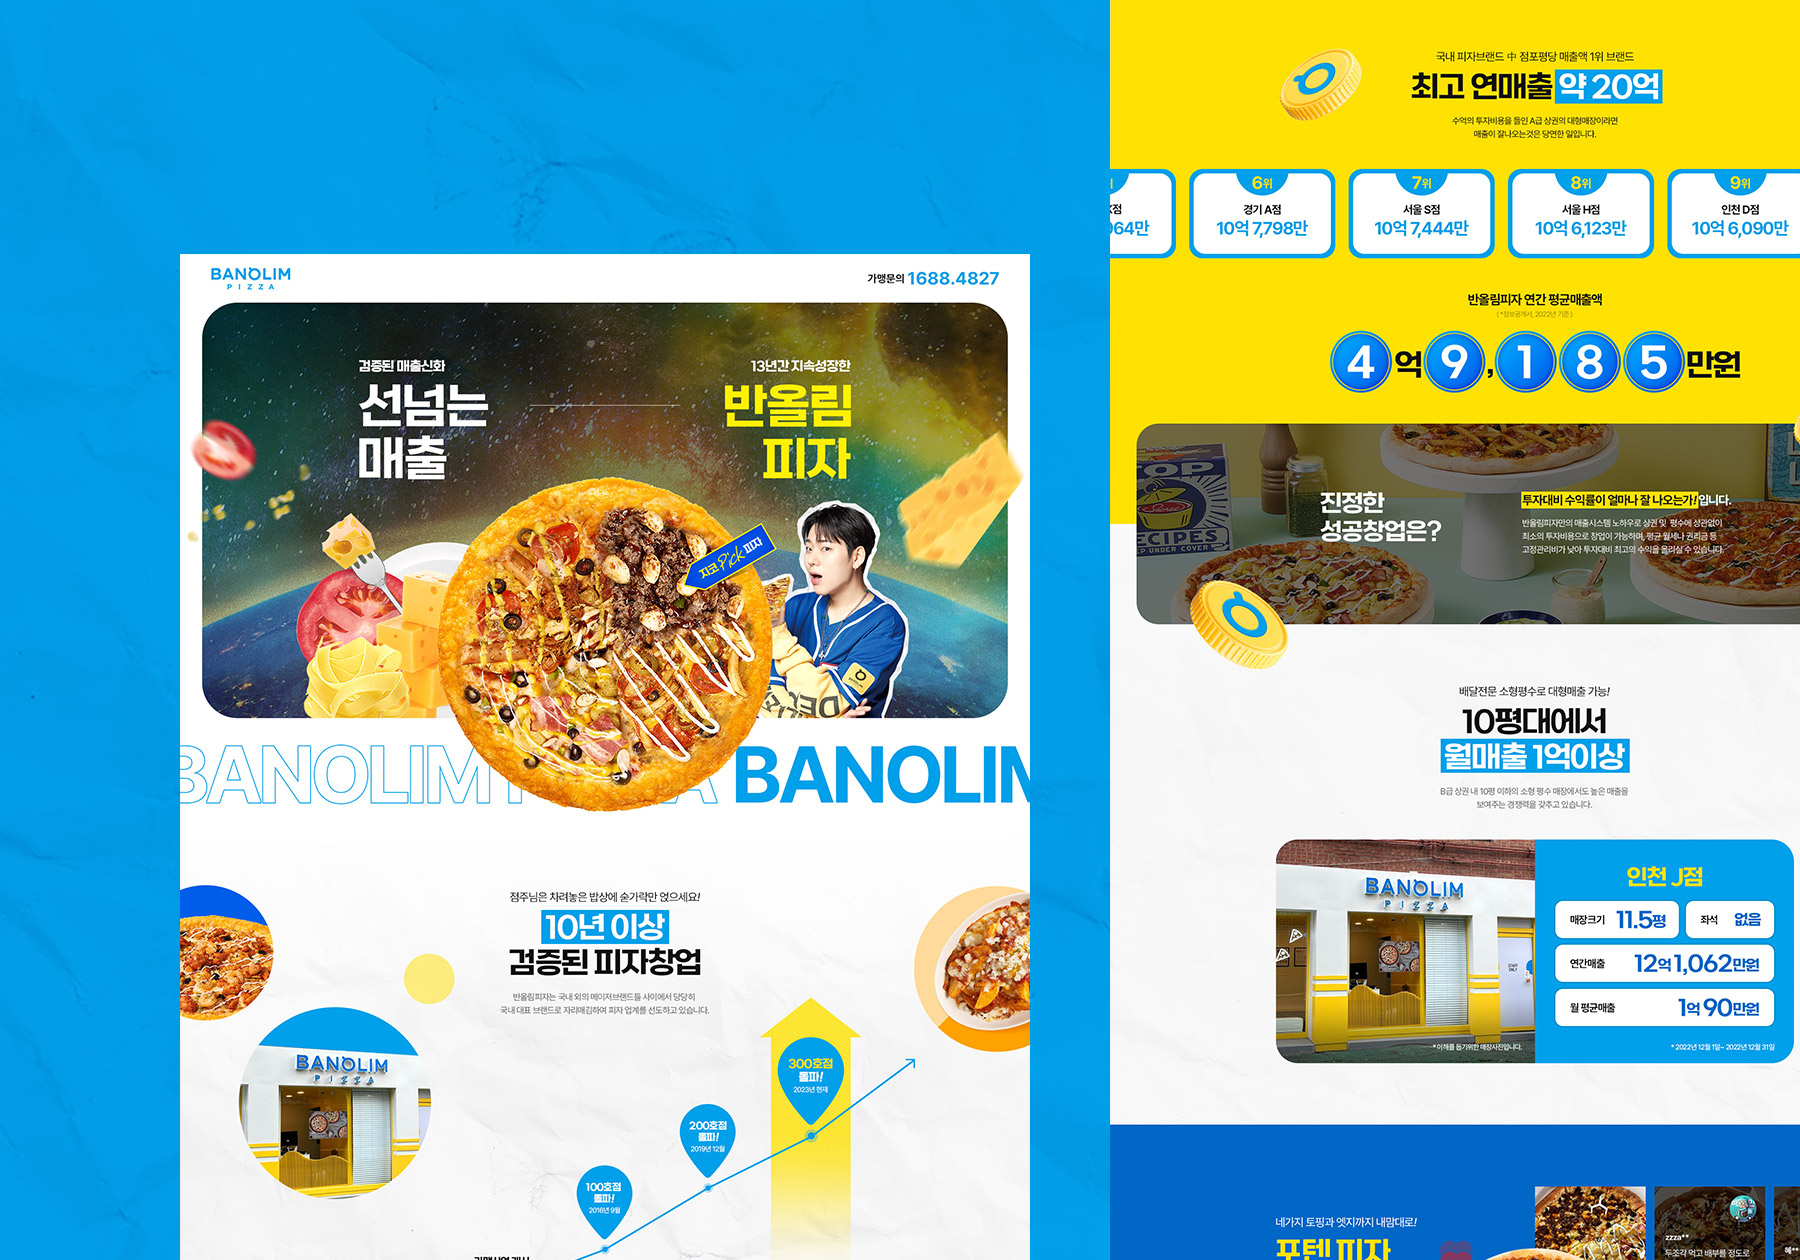 BANOLIM
PIZZA
가맹문의 1688.4827
검증된 매출신화
선넘는
매출
13년간 지속성장한
반올림
피자
지코 Pick 피자
BANOLIM
BANOLIM
점주님은 차려놓은 밥상에 숟가락만 얹으세요!
10년 이상
검증된 피자창업
반올림피자는 국내 외의 메이저브랜드들 사이에서 당당히
국내 대표 브랜드로 자리매김하여 피자 업계를 선도하고 있습니다.
BANOLIM
PIZZA
300호점
돌파!
2023년 현재
200호점
돌파!
2019년 12월
100호점
돌파!
2016년 9월
국내 피자브랜드 中 점포평당 매출액 1위 브랜드
최고 연매출 약 20억
수억의 투자비용을 들인 A급 상권의 대형매장이라면
매출이 잘나오는것은 당연한 일입니다.
964만
6위
경기 A점
10억 7,798만
7위
서울 S점
10억 7,444만
8위
서울 H점
10억 6,123만
9위
인천 D점
10억 6,090만
반올림피자 연간 평균매출액
( *정보공개서, 2022년 기준 )
4억 9,185만원
TOP
Secret
RECIPES
KEEP UNDER COVER
진정한
성공창업은?
투자대비 수익률이 얼마나 잘 나오는가! 입니다.
반올림피자만의 매출시스템 노하우로 상권 및 평수에 상관없이
최소의 투자비용으로 창업이 가능하며, 평균 월세나 권리금 등
고정관리비가 낮아 투자대비 최고의 수익을 올리실 수 있습니다.
배달전문 소형평수로 대형매출 가능!
10평대에서
월매출 1억이상
B급 상권 내 10평 이하의 소형 평수 매장에서도 높은 매출을
보여주는 경쟁력을 갖추고 있습니다.
BANOLIM
PIZZA
STAFF
ONLY
* 이해를 돕기위한 매장사진입니다.
인천 J점
매장크기 11.5평
좌석 없음
연간매출 12억 1,062만원
월 평균매출 1억 90만원
* 2022년 12월 1일~ 2022년 12월 31일
네가지 토핑과 엣지까지 내맘대로!
포텐 피자
zzza**
두조각 먹고 배부를 정도로